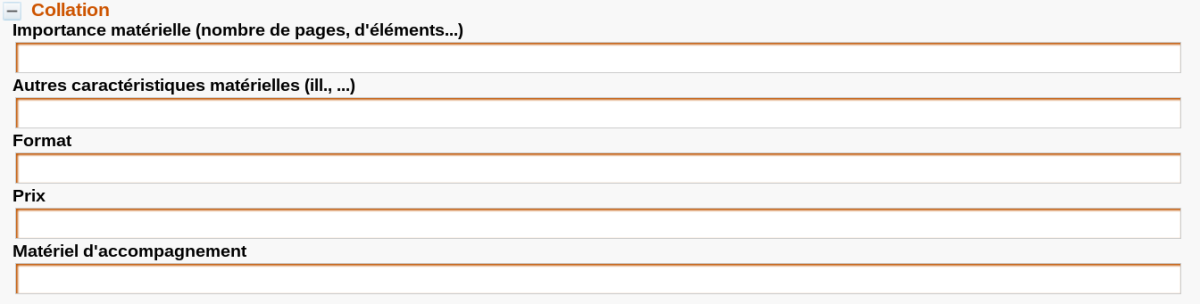 Collation
Importance matérielle (nombre de pages, d'éléments...)
Autres caractéristiques matérielles (ill., ...)
Format
Prix
Matériel d'accompagnement